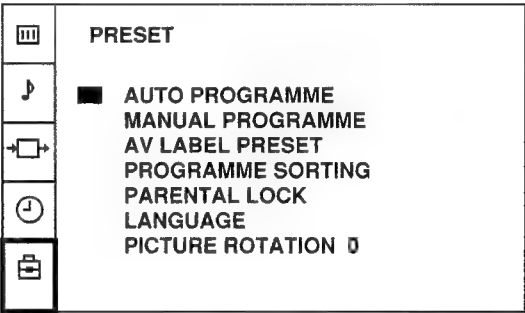 PRESET
AUTO PROGRAMME
MANUAL PROGRAMME
AV LABEL PRESET
PROGRAMME SORTING
PARENTAL LOCK
LANGUAGE
PICTURE ROTATION 0